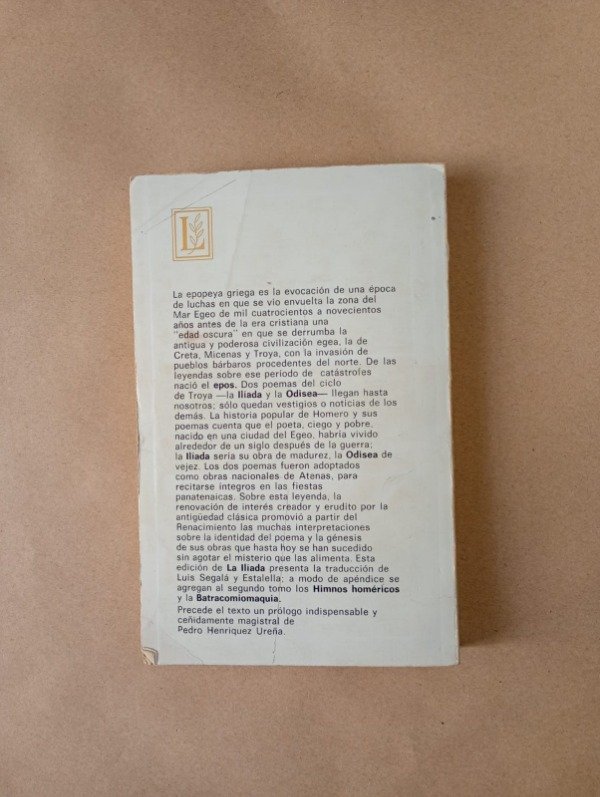 L
La epopeya griega es la evocación de una época
de luchas en que se vio envuelta la zona del
Mar Egeo de mil cuatrocientos a novecientos
años antes de la era cristiana una
"edad oscura" en que se derrumba la
antigua y poderosa civilización egea, la de
Creta, Micenas y Troya, con la invasión de
pueblos bárbaros procedentes del norte. De las
leyendas sobre ese período de catástrofes
nació el epos. Dos poemas del ciclo
de Troya —la Ilíada y la Odisea— llegan hasta
nosotros; sólo quedan vestigios o noticias de los
demás. La historia popular de Homero y sus
poemas cuenta que el poeta, ciego y pobre,
nacido en una ciudad del Egeo, habría vivido
alrededor de un siglo después de la guerra;
la Ilíada sería su obra de madurez, la Odisea de
vejez. Los dos poemas fueron adoptados
como obras nacionales de Atenas, para
recitarse íntegros en las fiestas
panatenaicas. Sobre esta leyenda, la
renovación de interés creador y erudito por la
antigüedad clásica promovió a partir del
Renacimiento las muchas interpretaciones
sobre la identidad del poema y la génesis
de sus obras que hasta hoy se han sucedido
sin agotar el misterio que las alimenta. Esta
edición de La Ilíada presenta la traducción de
Luis Segalá y Estalella; a modo de apéndice se
agregan al segundo tomo los Himnos homéricos
y la Batracomiomaquia.
Precede el texto un prólogo indispensable y
ceñidamente magistral de
Pedro Henríquez Ureña.